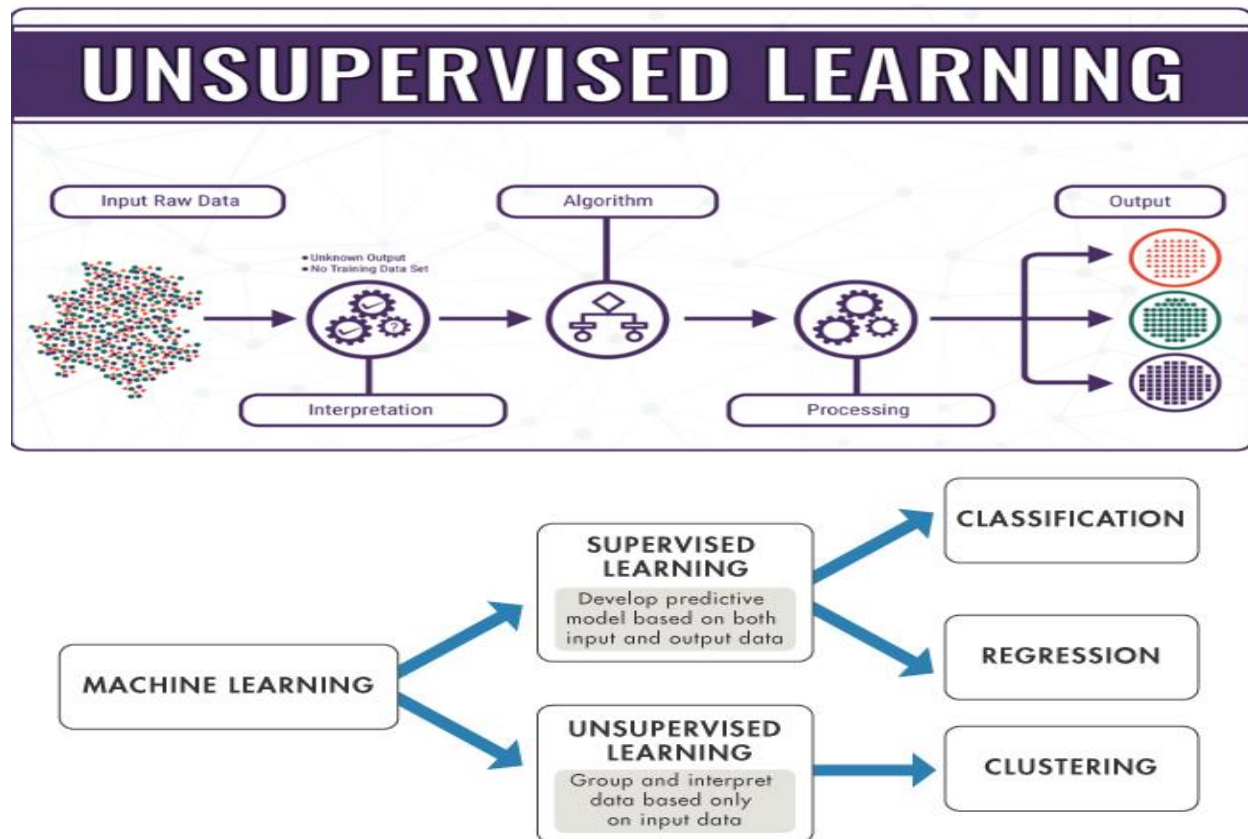 UNSUPERVISED LEARNING
Input Raw Data
Algorithm
Output
• Unknown Output
• No Training Data Set
?
Interpretation
Processing
CLASSIFICATION
SUPERVISED
LEARNING
Develop predictive
model based on both
input and output data
REGRESSION
MACHINE LEARNING
UNSUPERVISED
LEARNING
Group and interpret
data based only
on input data
CLUSTERING